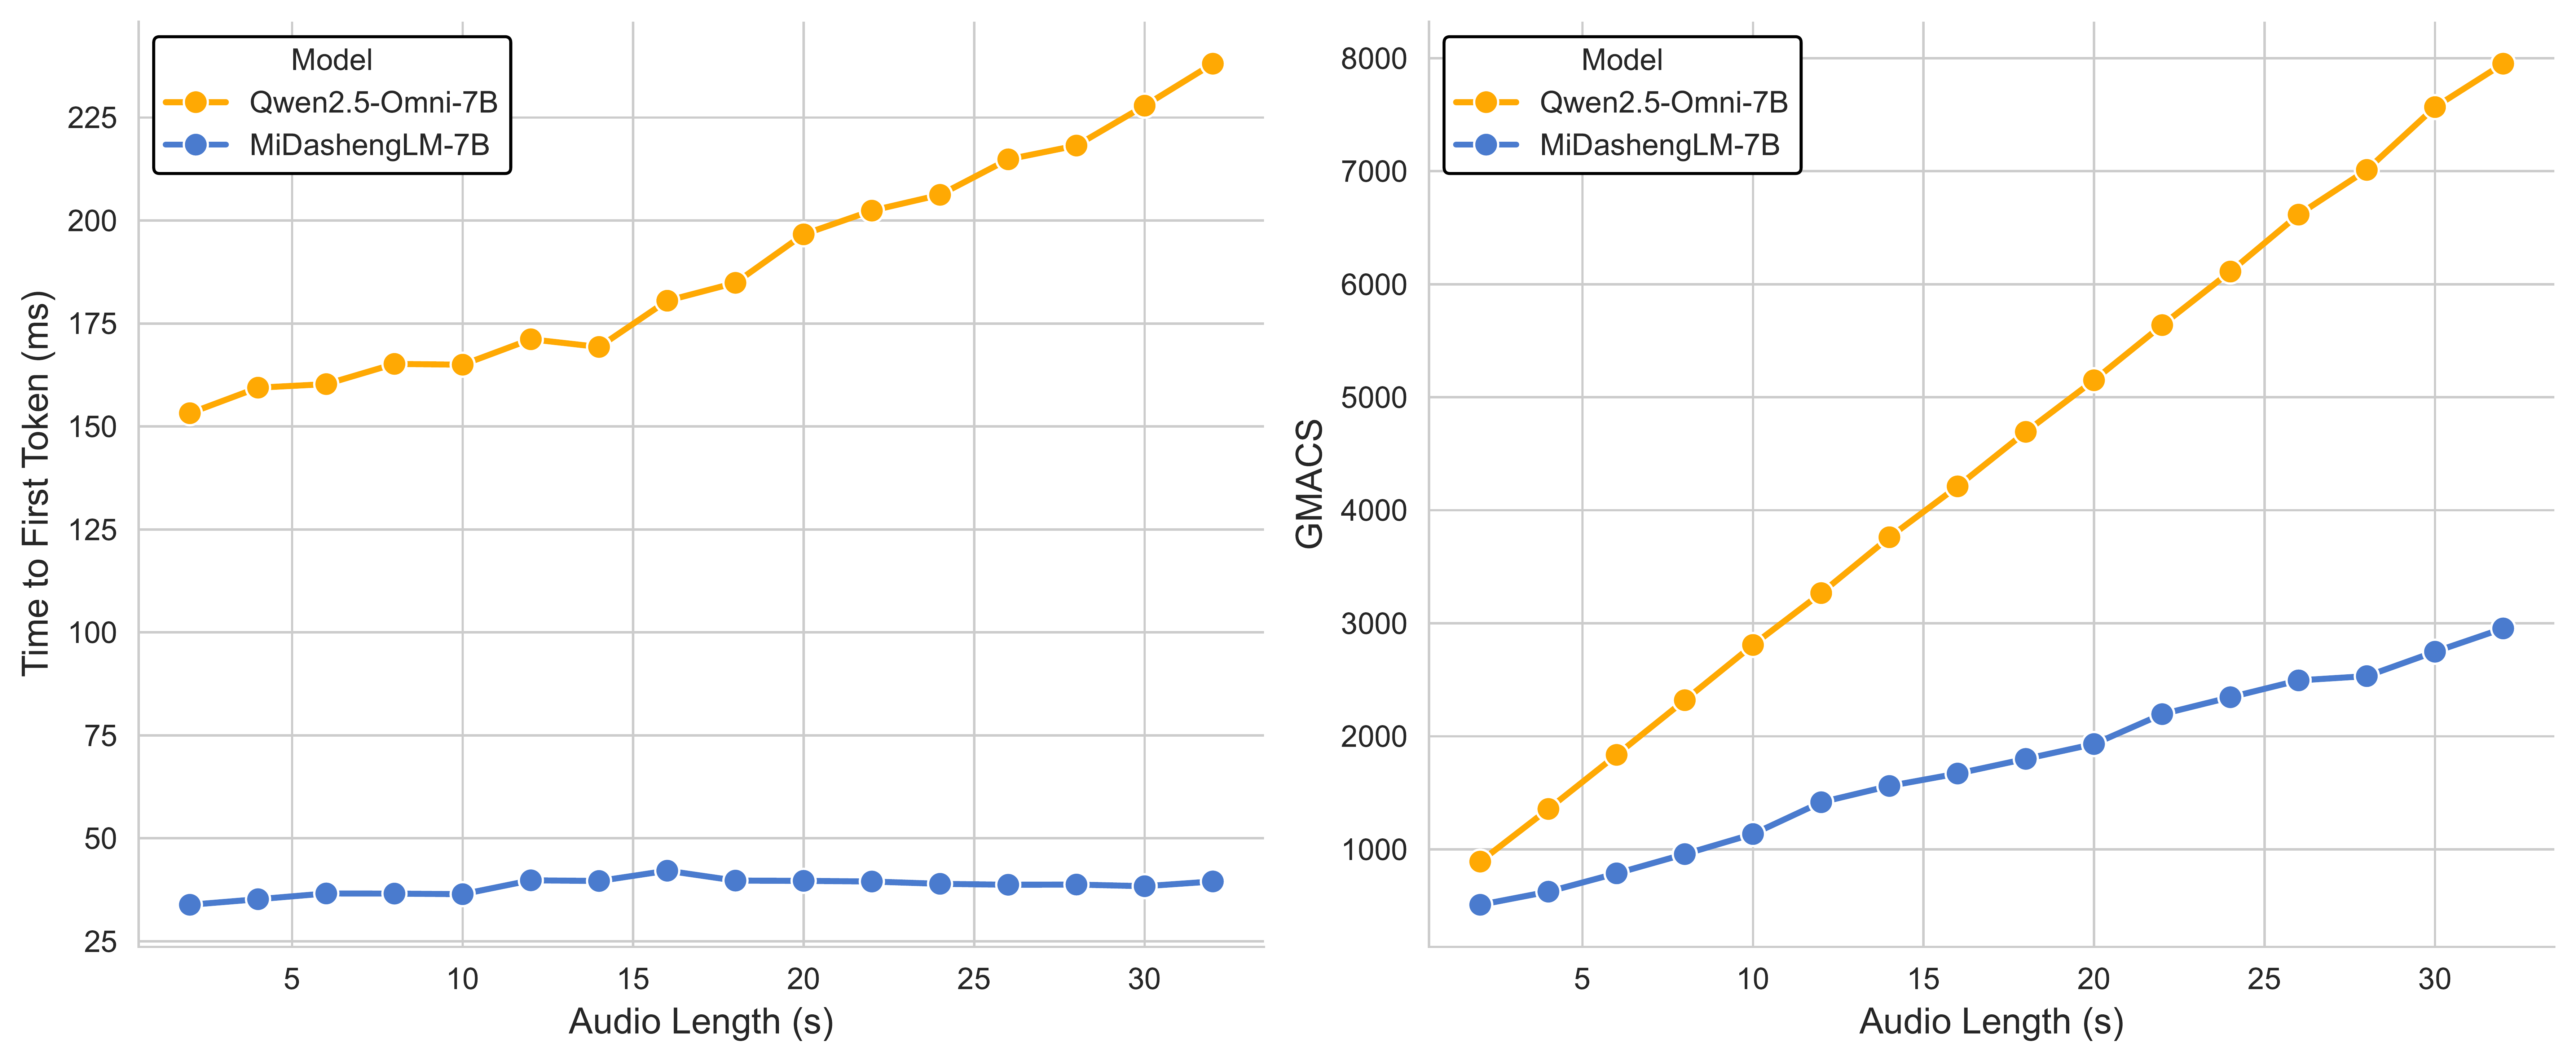 Model
Qwen2.5-Omni-7B
MiDashengLM-7B
225
200
175
150
125
100
75
50
25
Time to First Token (ms)
5 10 15 20 25 30
Audio Length (s)
Model
Qwen2.5-Omni-7B
MiDashengLM-7B
8000
7000
6000
5000
4000
3000
2000
1000
GMACS
5 10 15 20 25 30
Audio Length (s)